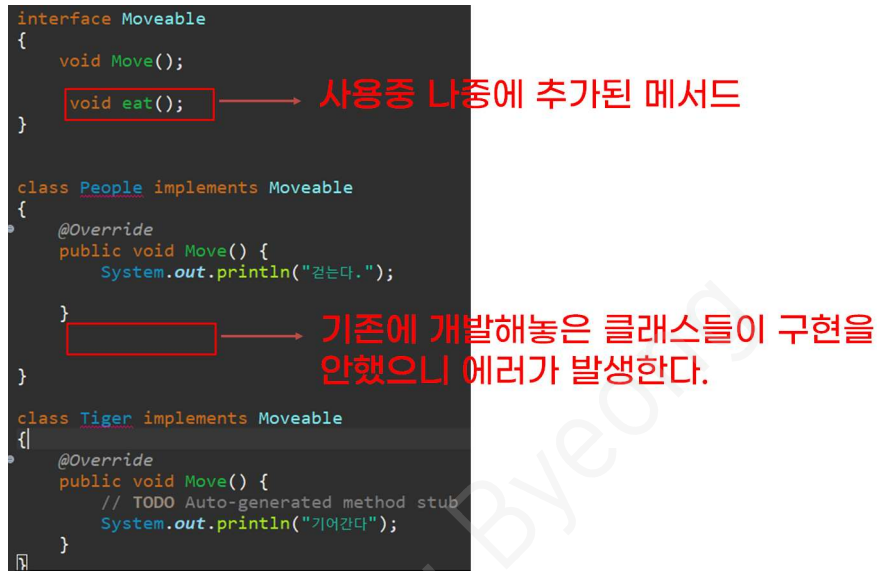 interface Moveable
{
void Move();
void eat();
사용중 나중에 추가된 메서드
}
class People implements Moveable
{
@Override
public void Move() {
System.out.println("걷는다.");
}
기존에 개발해놓은 클래스들이 구현을
안했으니 에러가 발생한다.
}
class Tiger implements Moveable
{
@Override
public void Move() {
// TODO Auto-generated method stub
System.out.println("기어간다");
}
}
Byeong